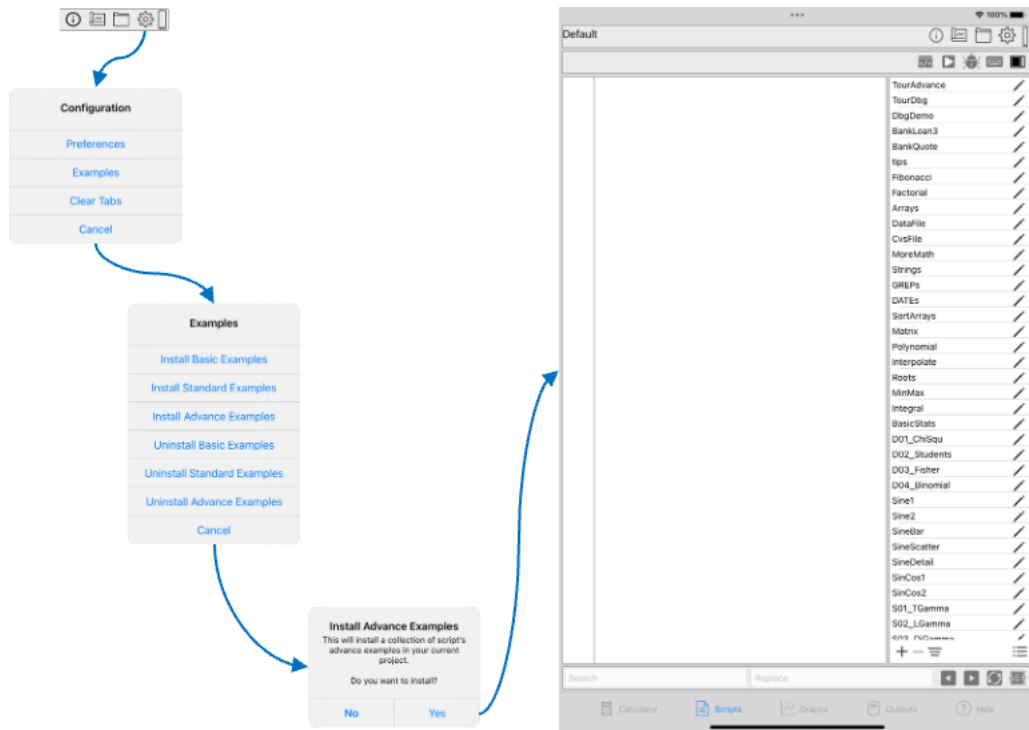 Configuration
Preferences
Examples
Clear Tabs
Cancel
Examples
Install Basic Examples
Install Standard Examples
Install Advance Examples
Uninstall Basic Examples
Uninstall Standard Examples
Uninstall Advance Examples
Cancel
Install Advance Examples
This will install a collection of script's
advance examples in your current
project.
Do you want to install?
No Yes
100%
Default
TourAdvance
TourDbg
DbgDemo
BankLoan3
BankQuote
tips
Fibonacci
Factorial
Arrays
DataFile
CvsFile
MoreMath
Strings
GREPs
DATEs
SortArrays
Matrix
Polynomial
Interpolate
Roots
MinMax
Integral
BasicStats
D01_ChiSqu
D02_Students
D03_Fisher
D04_Binomial
Sine1
Sine2
SineBar
SineScatter
SineDetail
SinCos1
SinCos2
S01_TGamma
S02_LGamma
S03_DiGamma
Search Replace
Calculator Scripts Graphs Outputs Help